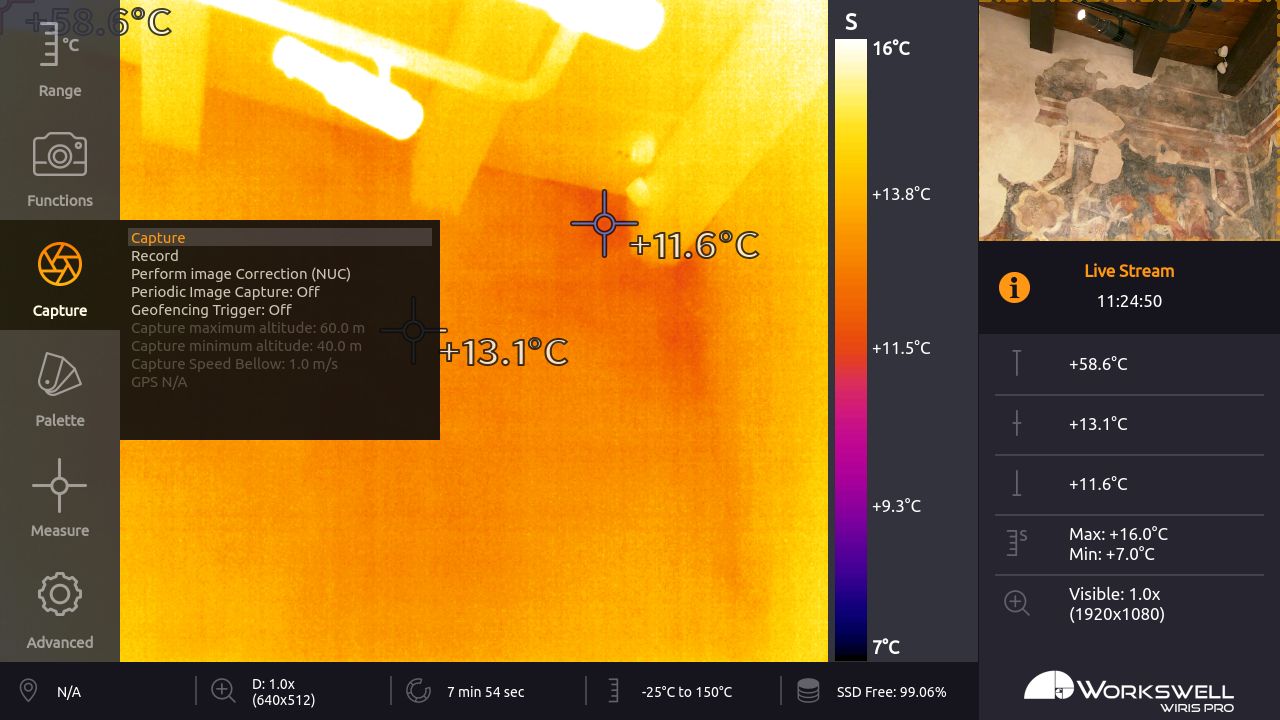 +58.6°C
°C
Range
Functions
Capture
Palette
Measure
Advanced
Capture
Record
Perform image Correction (NUC)
Periodic Image Capture: Off
Geofencing Trigger: Off
Capture maximum altitude: 60.0 m
Capture minimum altitude: 40.0 m
Capture Speed Bellow: 1.0 m/s
GPS N/A
+11.6°C
+13.1°C
S
16°C
+13.8°C
+11.5°C
+9.3°C
7°C
Live Stream
11:24:50
+58.6°C
+13.1°C
+11.6°C
S
Max: +16.0°C
Min: +7.0°C
Visible: 1.0x
(1920x1080)
N/A
D: 1.0x
(640x512)
7 min 54 sec
-25°C to 150°C
SSD Free: 99.06%
WORKSWELL
WIRIS PRO